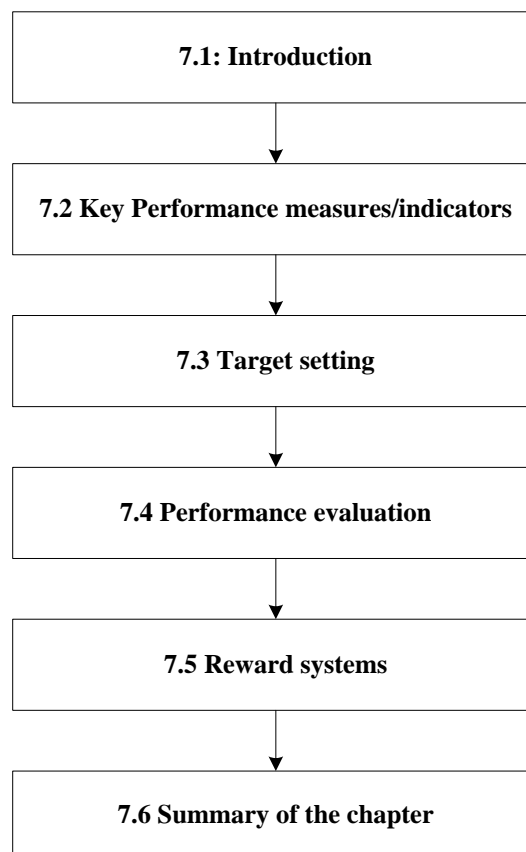 7.1: Introduction
7.2 Key Performance measures/indicators
7.3 Target setting
7.4 Performance evaluation
7.5 Reward systems
7.6 Summary of the chapter